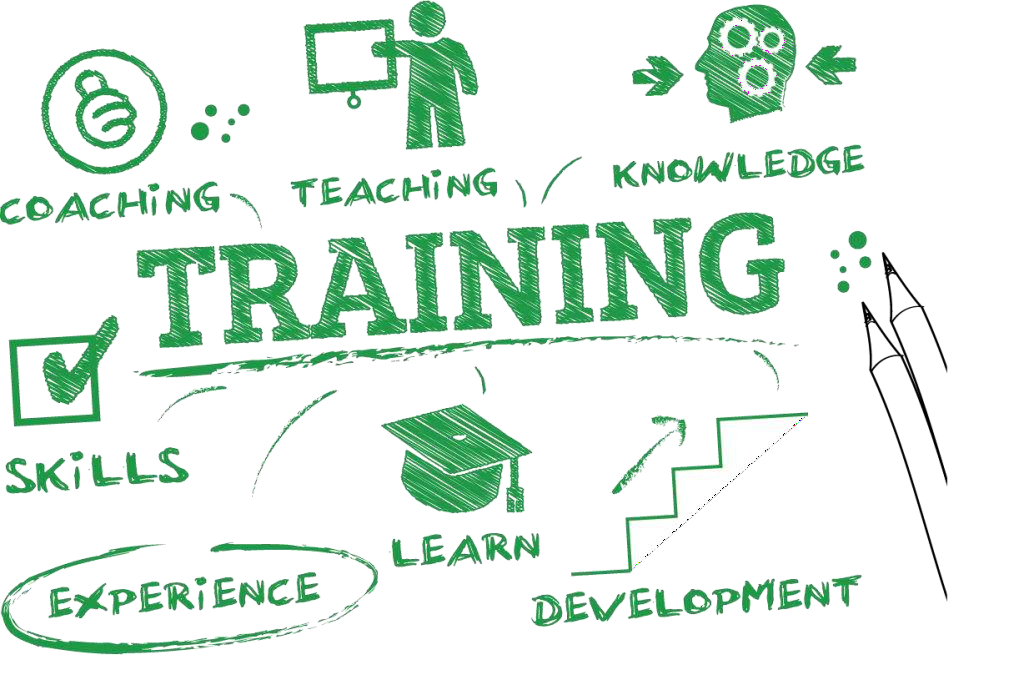 COACHING
TEACHING
KNOWLEDGE
TRAINING
SKiLLS
LEARN
EXPERiENCE
DEVELOPMENT